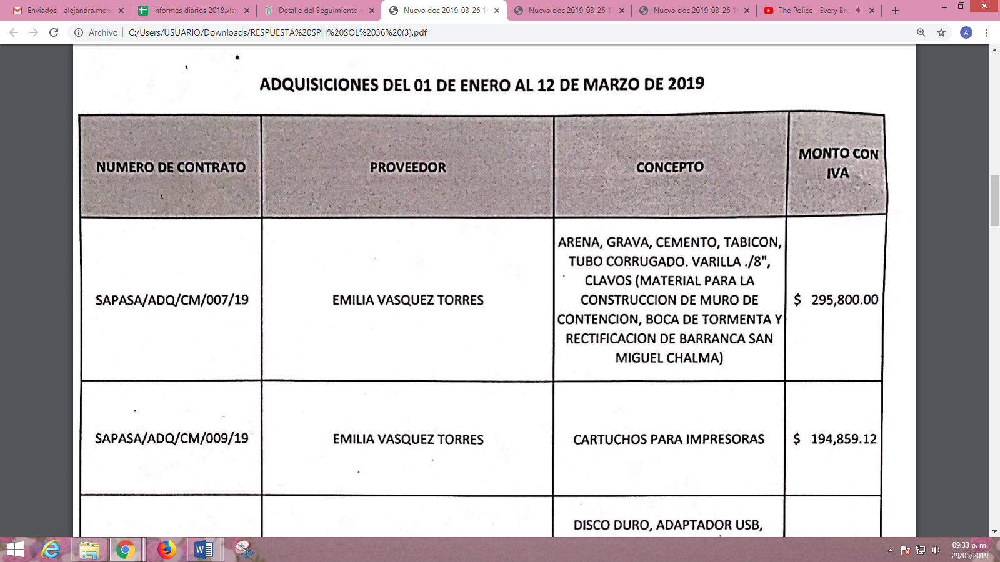 Enviados - alejandra.menc
informes diarios 2018.xlsx
Detalle del Seguimiento d
Nuevo doc 2019-03-26 16
Nuevo doc 2019-03-26 1
Nuevo doc 2019-03-26 16
The Police - Every Bre
Archivo
C:/Users/USUARIO/Downloads/RESPUESTA%20SPH%20SOL%2036%20(3).pdf
A
ADQUISICIONES DEL 01 DE ENERO AL 12 DE MARZO DE 2019
NUMERO DE CONTRATO
PROVEEDOR
CONCEPTO
MONTO CON
IVA
SAPASA/ADQ/CM/007/19
EMILIA VASQUEZ TORRES
ARENA, GRAVA, CEMENTO, TABICON,
TUBO CORRUGADO. VARILLA ./8",
CLAVOS (MATERIAL PARA LA
CONSTRUCCION DE MURO DE
CONTENCION, BOCA DE TORMENTA Y
RECTIFICACION DE BARRANCA SAN
MIGUEL CHALMA)
$ 295,800.00
SAPASA/ADQ/CM/009/19
EMILIA VASQUEZ TORRES
CARTUCHOS PARA IMPRESORAS
$ 194,859.12
DISCO DURO, ADAPTADOR USB,
09:33 p. m.
29/05/2019